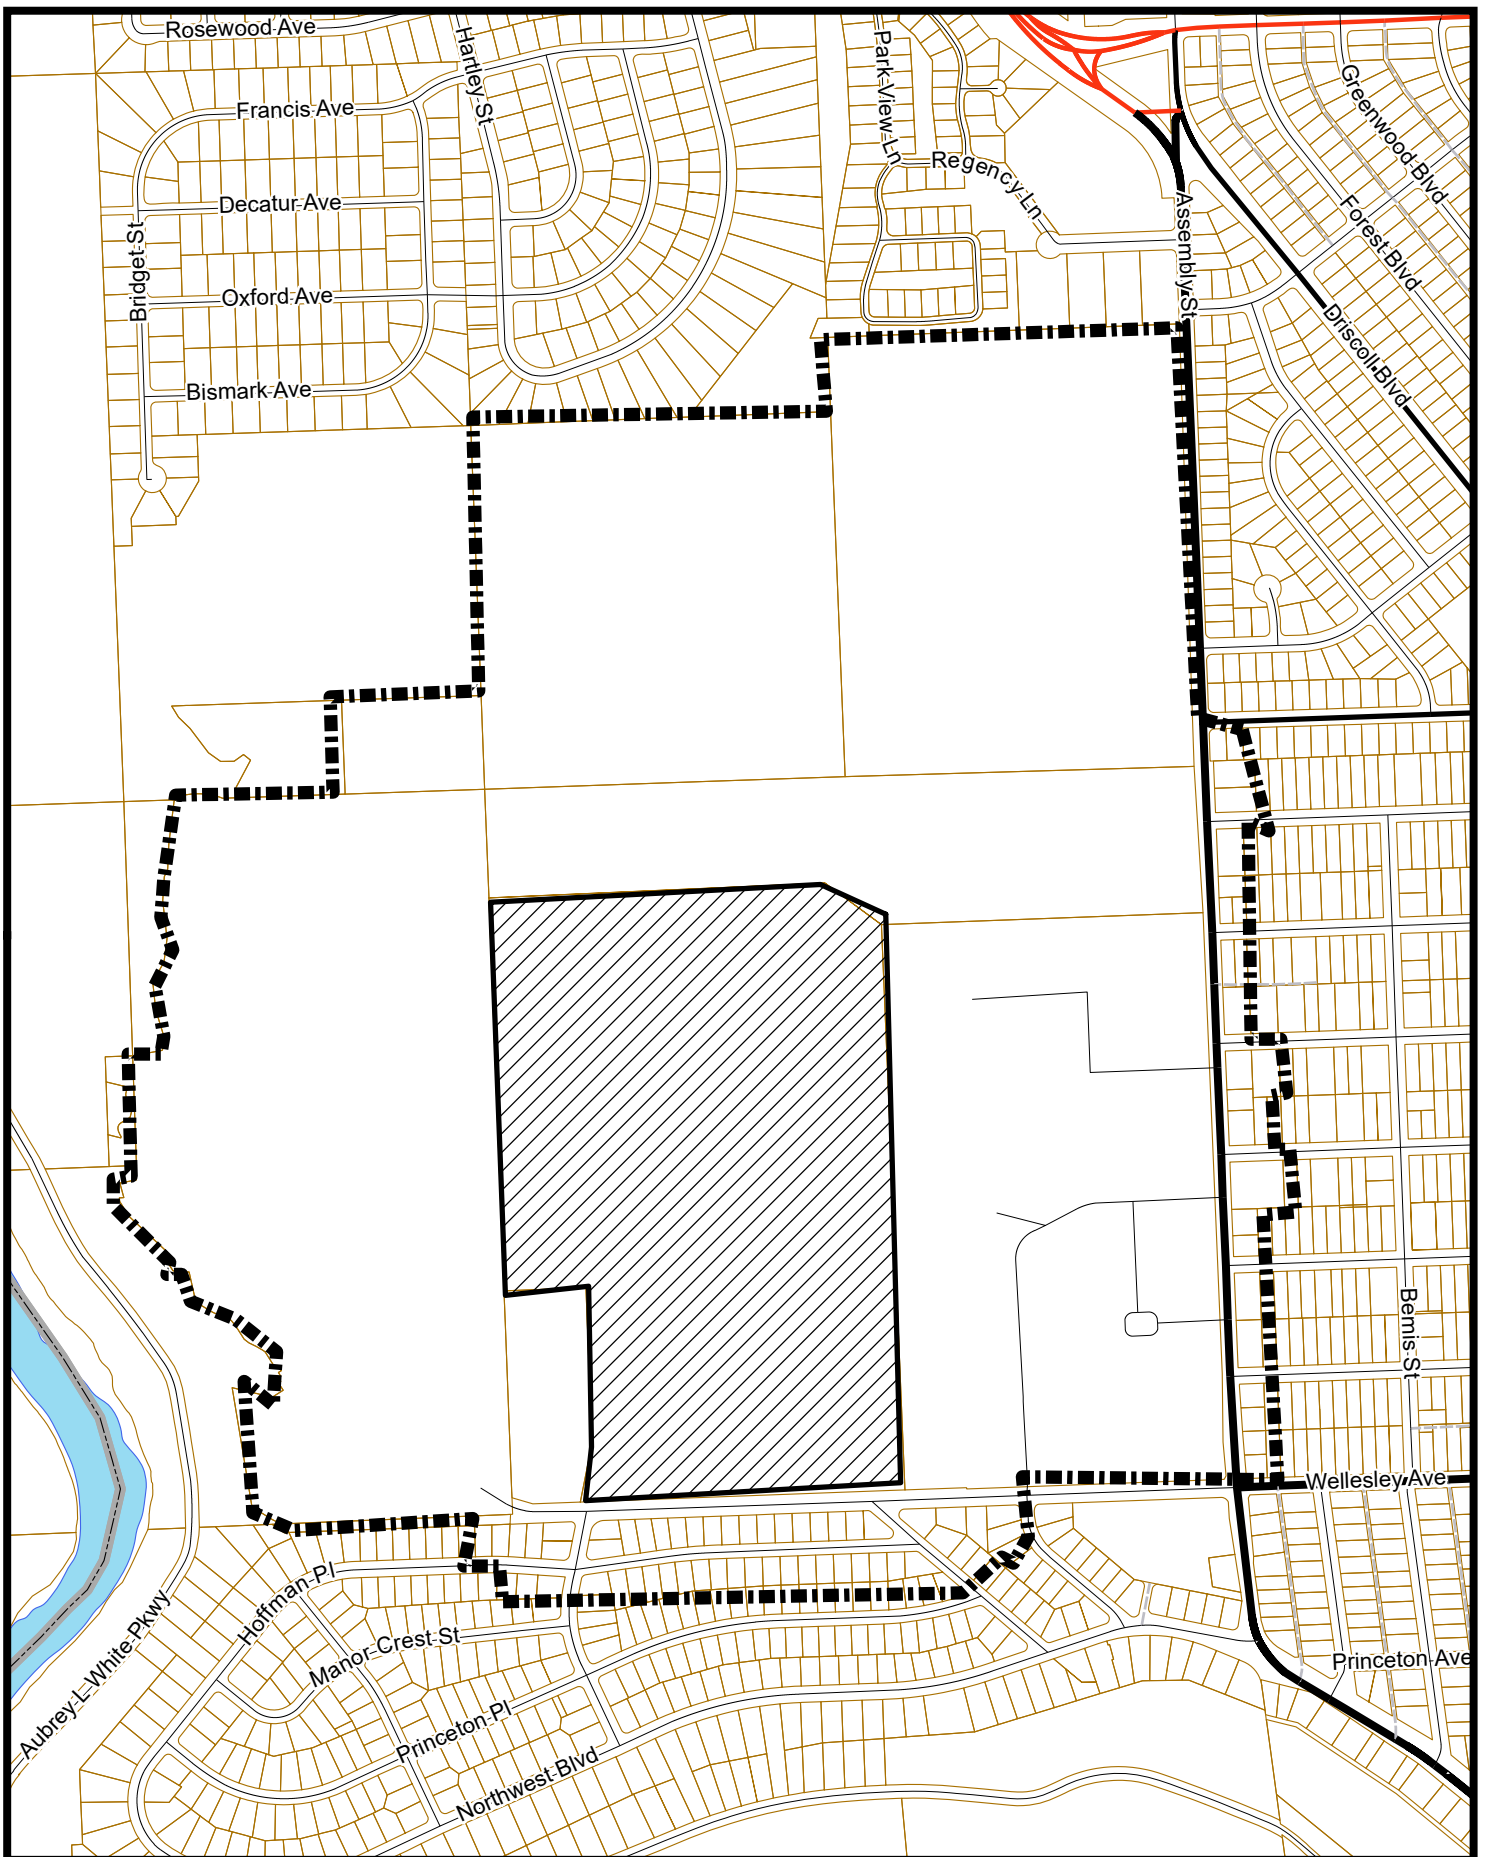 Rosewood Ave
Hartley St
Park View Ln
Greenwood Blvd
Francis Ave
Regency Ln
Decatur Ave
Assembly St
Forest Blvd
Bridget St
Oxford Ave
Driscoll Blvd
Bismark Ave
Bemis St
Wellesley Ave
Hoffman Pl
Manor Crest St
Princeton Ave
Aubrey L White Pkwy
Princeton Pl
Northwest Blvd